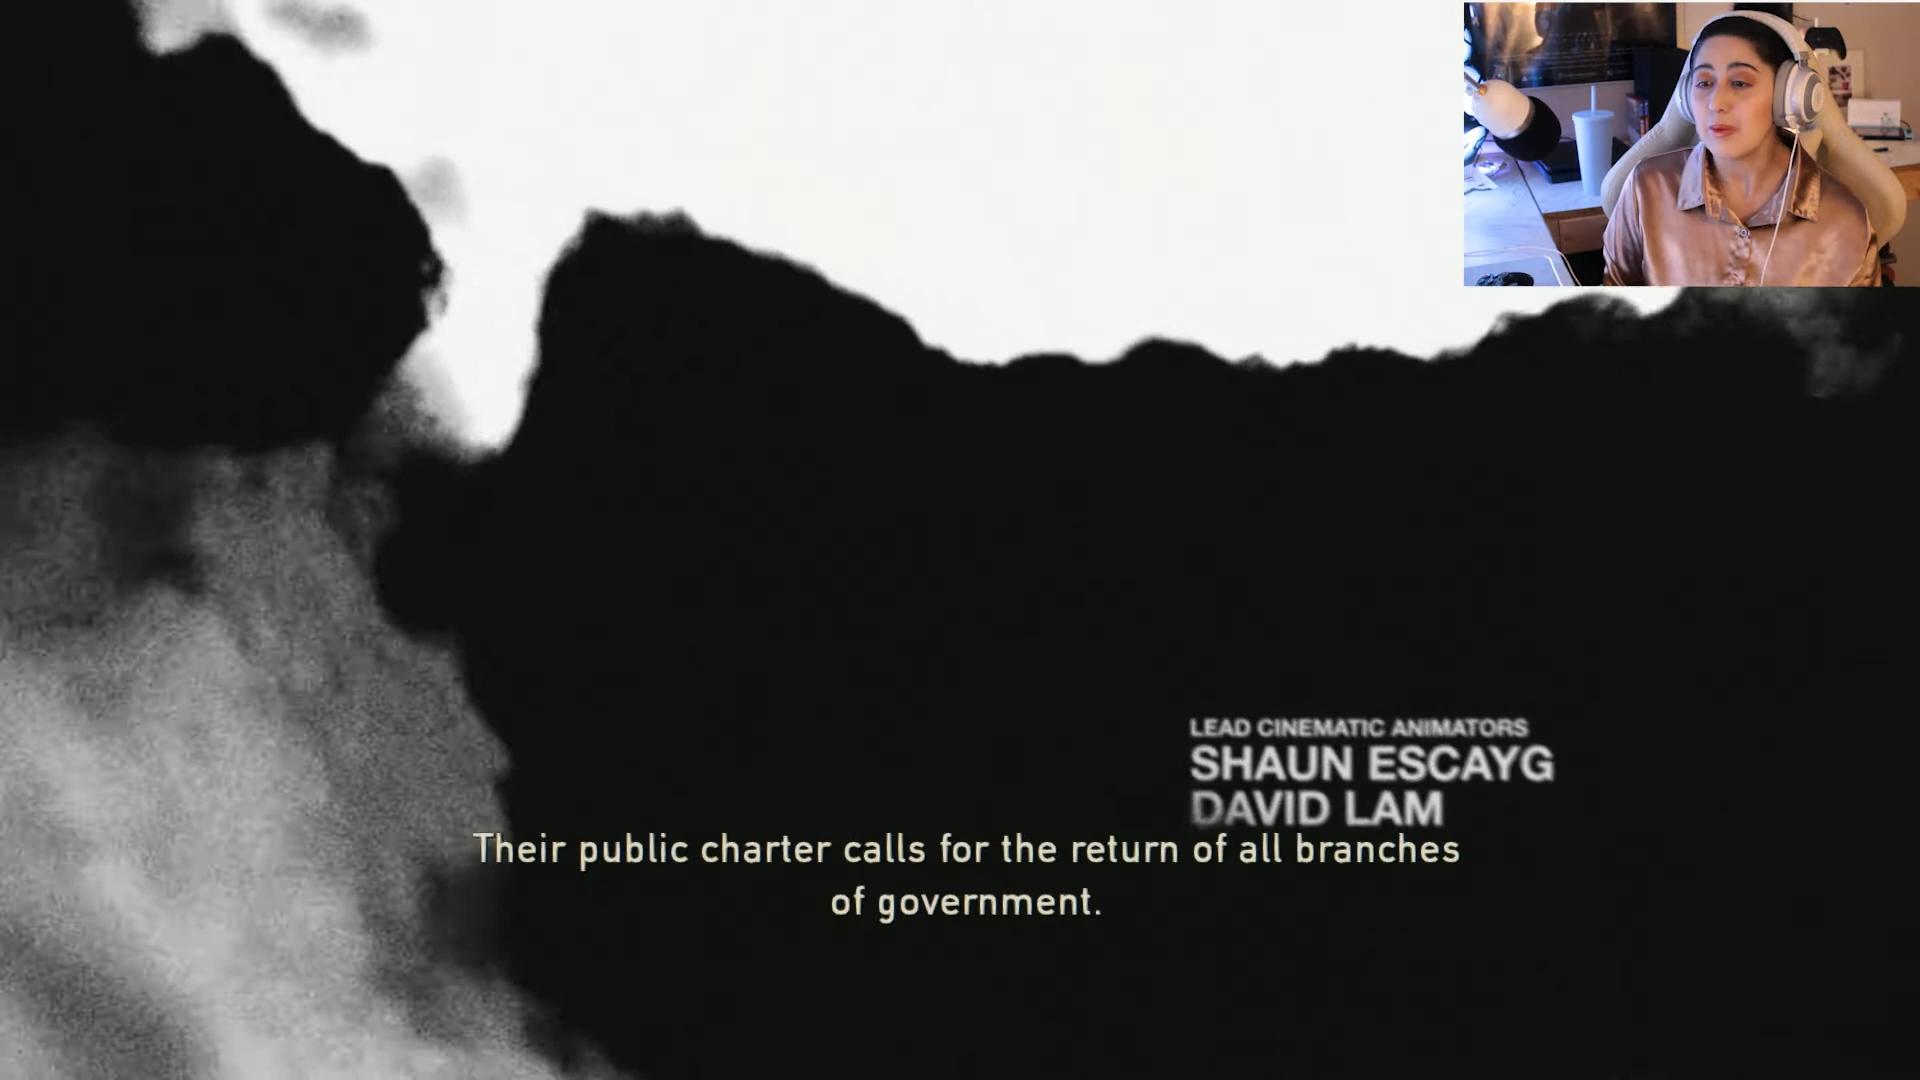 LEAD CINEMATIC ANIMATORS
SHAUN ESCAYG
DAVID LAM
Their public charter calls for the return of all branches
of government.